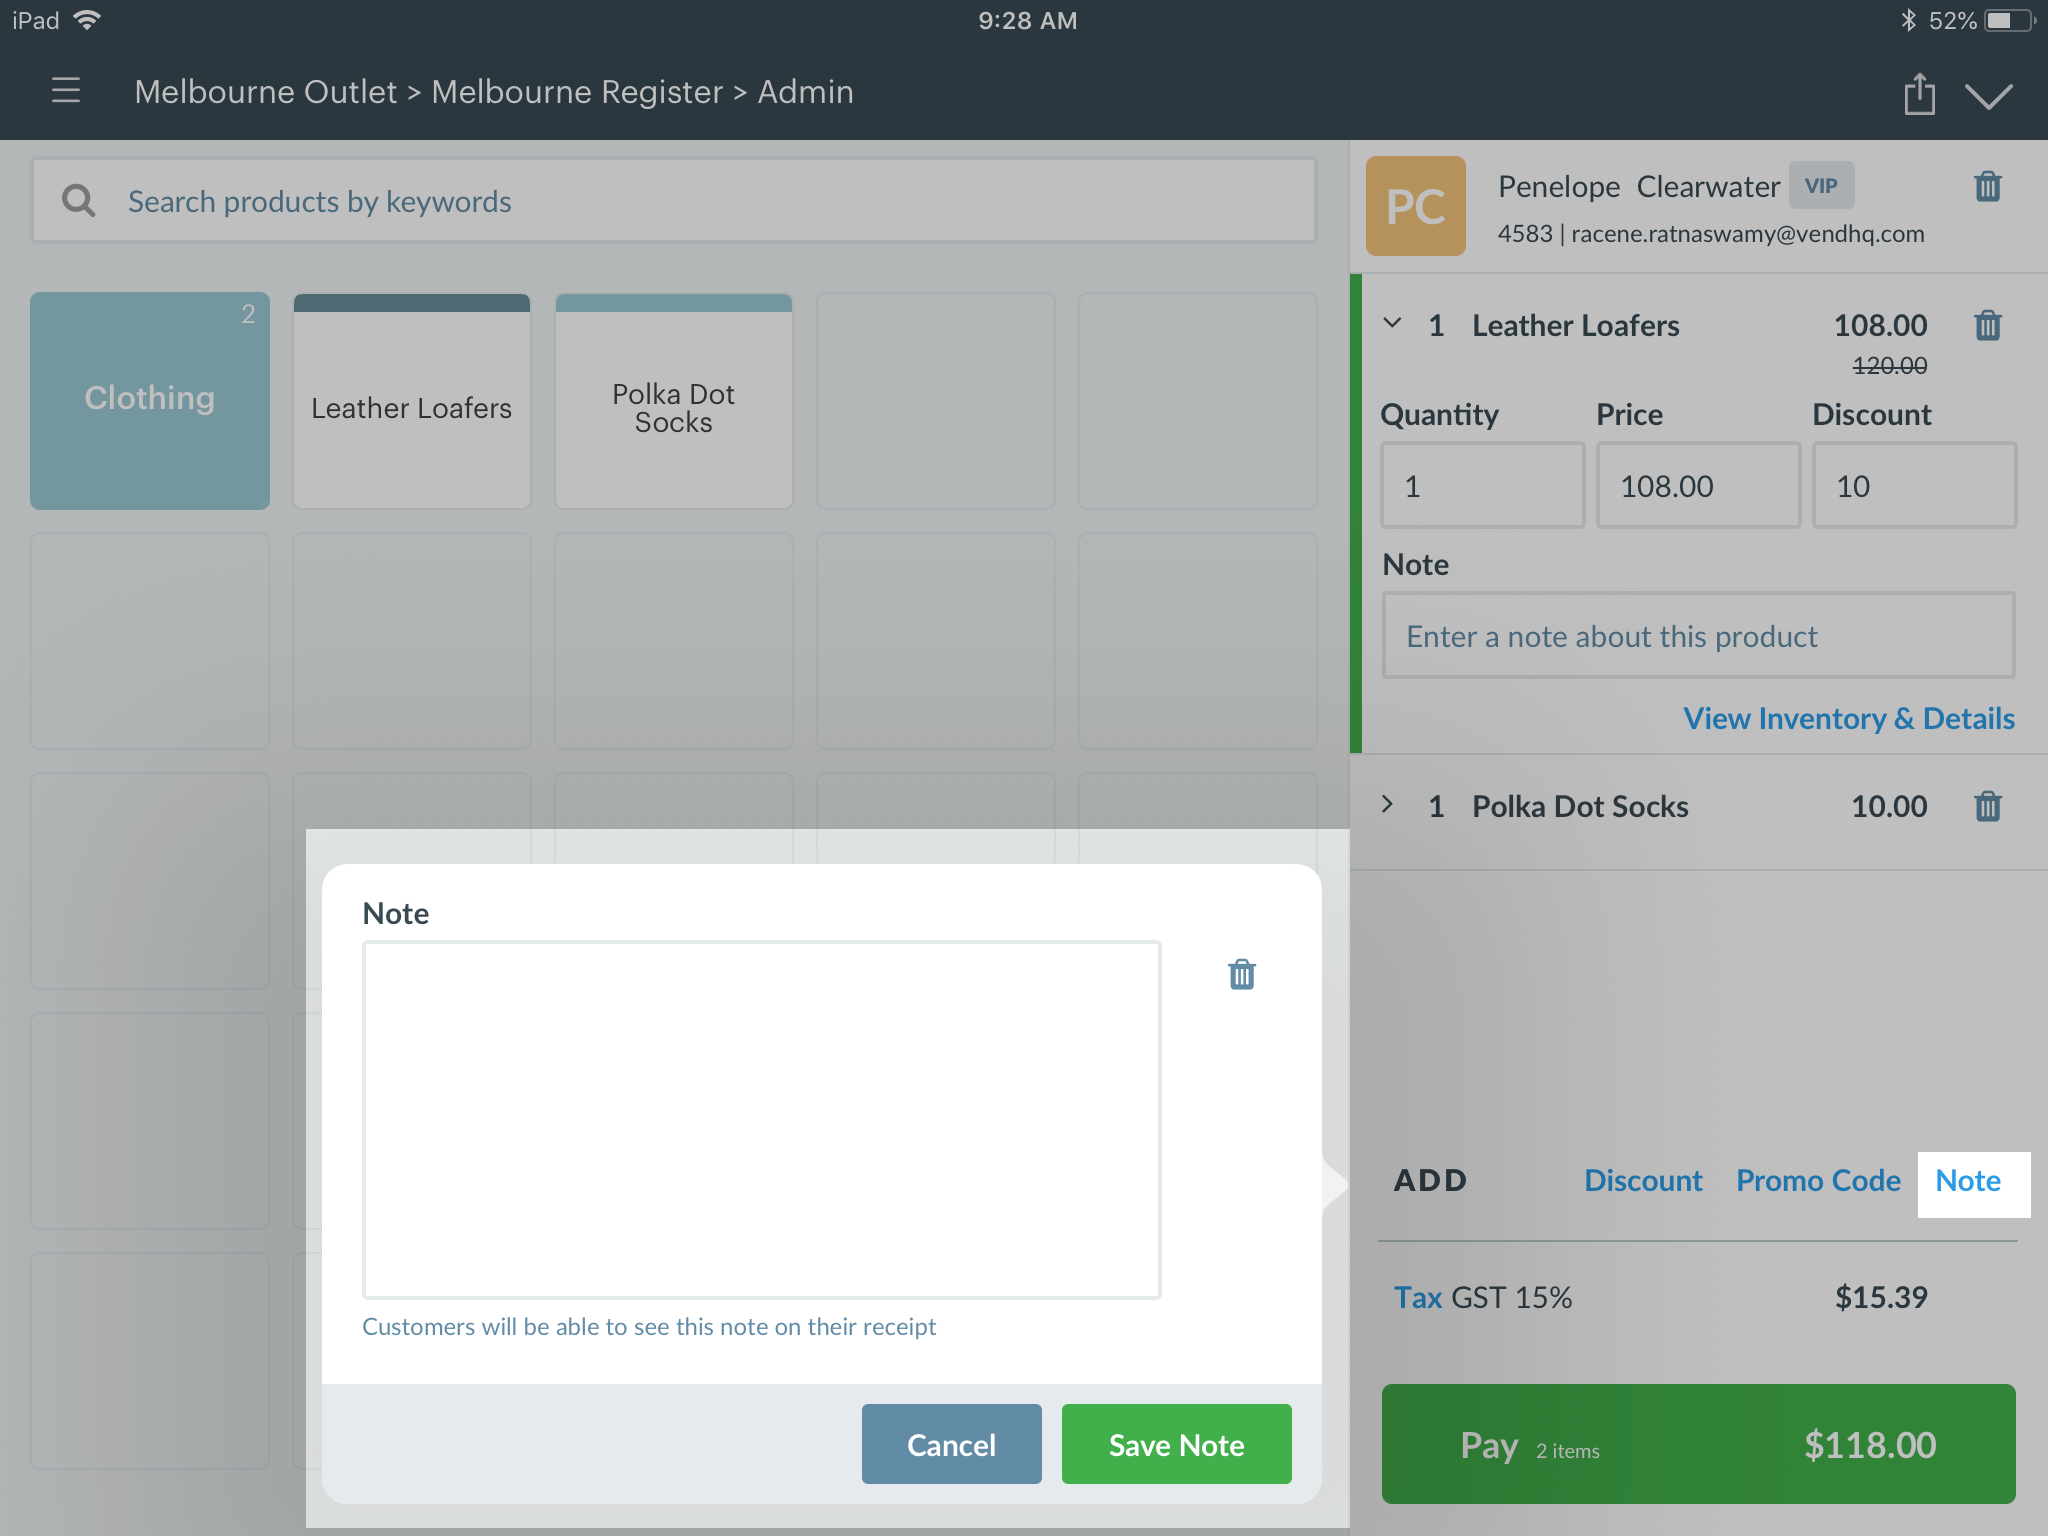 iPad
9:28 AM
52%
Melbourne Outlet > Melbourne Register > Admin
Search products by keywords
2
Clothing
Leather Loafers
Polka Dot
Socks
PC
Penelope Clearwater VIP
4583 | racene.ratnaswamy@vendhq.com
1 Leather Loafers 108.00
120.00
Quantity Price Discount
1 108.00 10
Note
Enter a note about this product
View Inventory & Details
1 Polka Dot Socks 10.00
Note
Customers will be able to see this note on their receipt
Cancel Save Note
ADD Discount Promo Code Note
Tax GST 15% $15.39
Pay 2 items $118.00